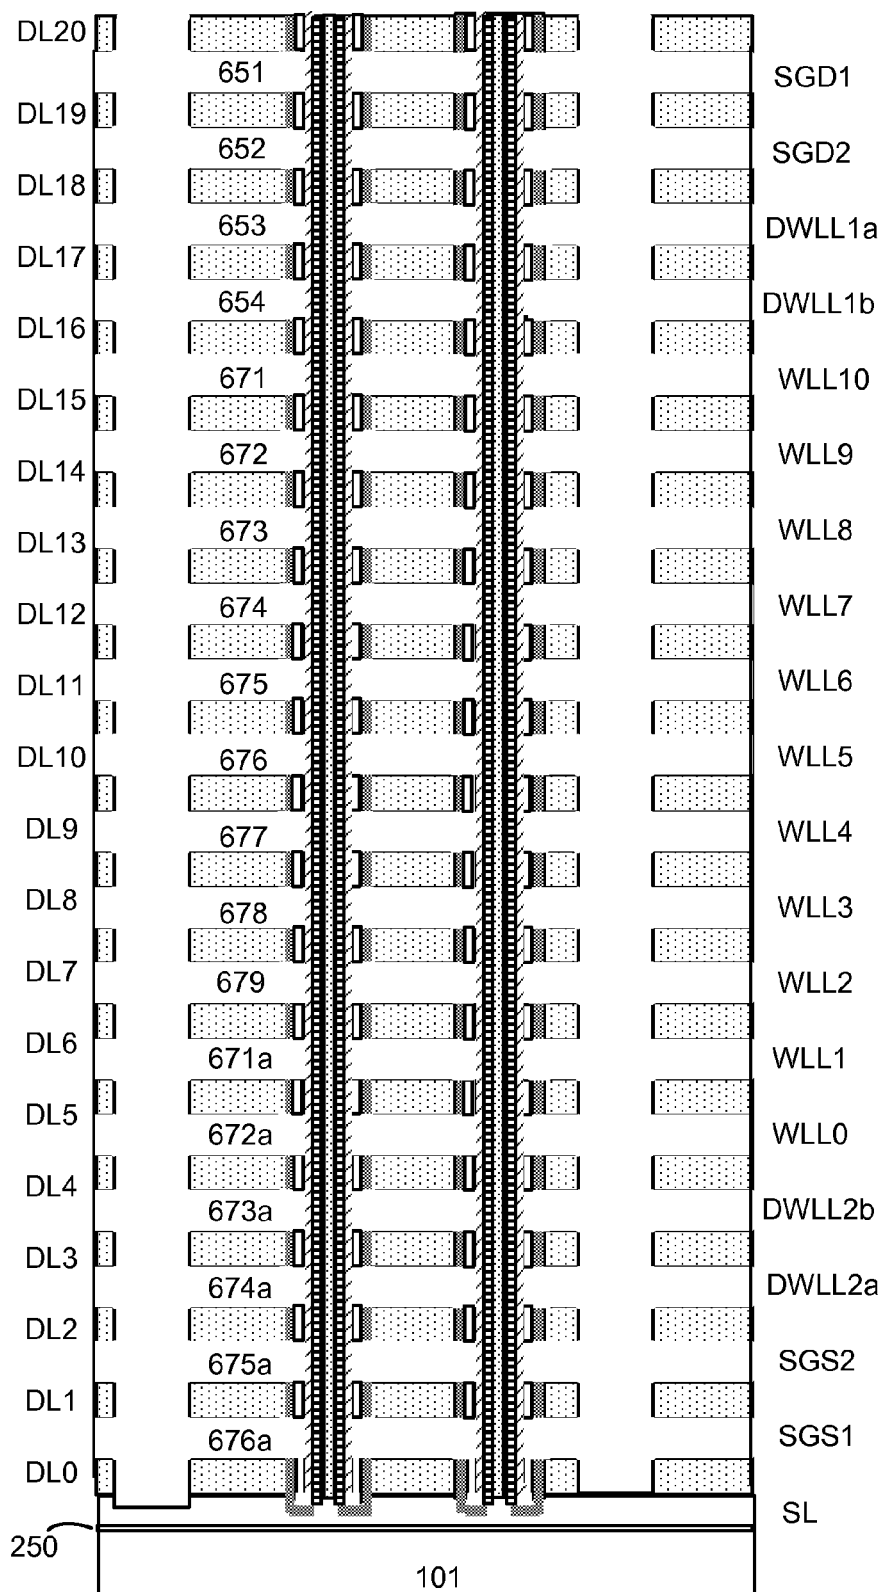 DL20
651
SGD1
DL19
652
SGD2
DL18
653
DWLL1a
DL17
654
DWLL1b
DL16
671
WLL10
DL15
672
WLL9
DL14
673
WLL8
DL13
674
WLL7
DL12
675
WLL6
DL11
676
WLL5
DL10
677
WLL4
DL9
678
WLL3
DL8
679
WLL2
DL7
671a
WLL1
DL6
672a
WLL0
DL5
673a
DWLL2b
DL4
674a
DWLL2a
DL3
675a
SGS2
DL2
676a
SGS1
DL1
DL0
SL
250
101